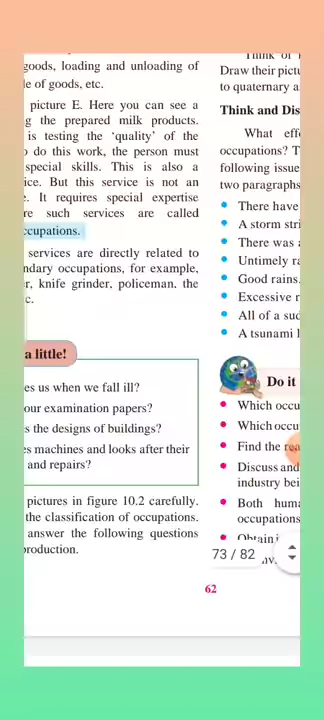 goods, loading and unloading of
le of goods, etc.
picture E. Here you can see a
g the prepared milk products.
is testing the ‘quality’ of the
o do this work, the person must
special skills. This is also a
ice. But this service is not an
e. It requires special expertise
re such services are called
ccupations.
services are directly related to
ndary occupations, for example,
r, knife grinder, policeman, the
c.
a little!
es us when we fall ill?
our examination papers?
s the designs of buildings?
es machines and looks after their
and repairs?
pictures in figure 10.2 carefully.
the classification of occupations.
answer the following questions
production.
Think of
Draw their pictu
to quaternary a
Think and Dis
What effe
occupations? T
following issue
two paragraphs
There have
A storm stri
There was a
Untimely ra
Good rains.
Excessive r
All of a sud
A tsunami l
Do it
Which occu
Which occu
Find the rea
Discuss and
industry bei
Both huma
occupations
Obtain i
73 / 82
62